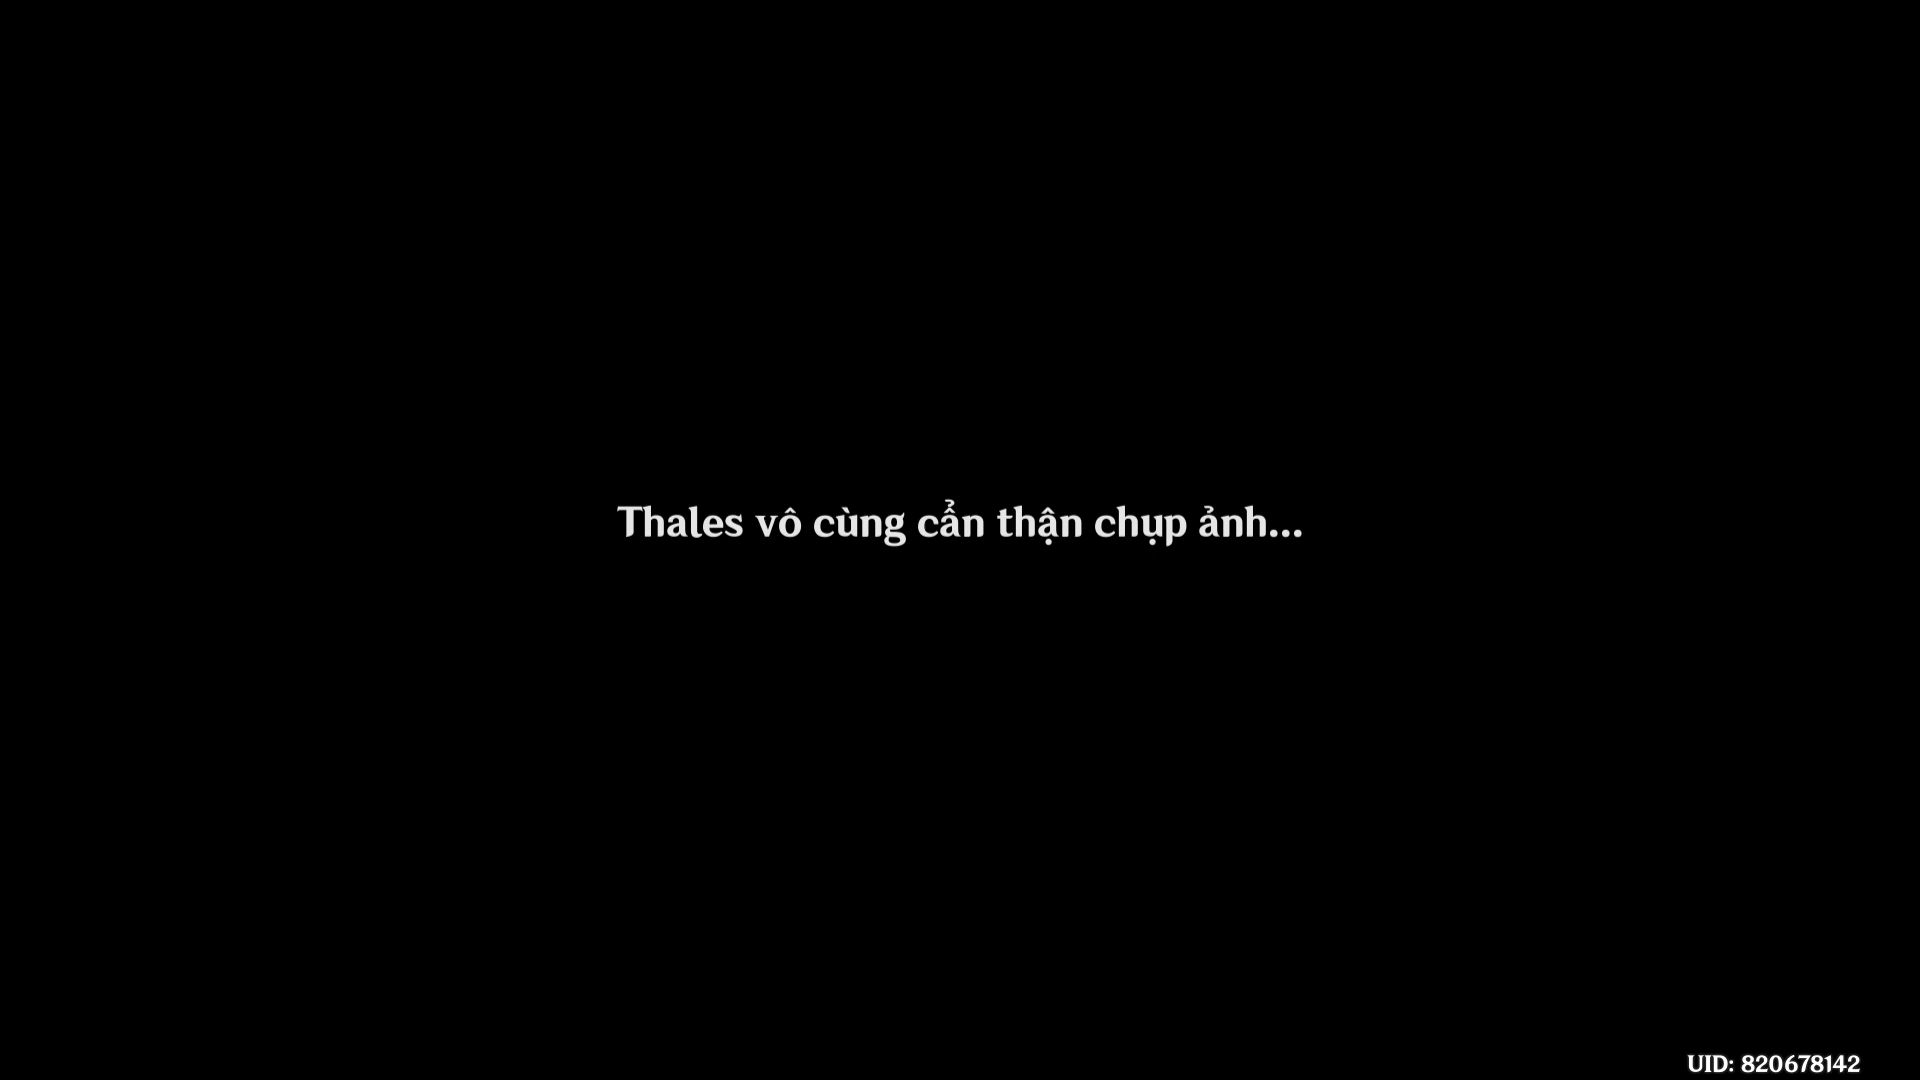 Thales vô cùng cẩn thận chụp ảnh...
UID: 820678142